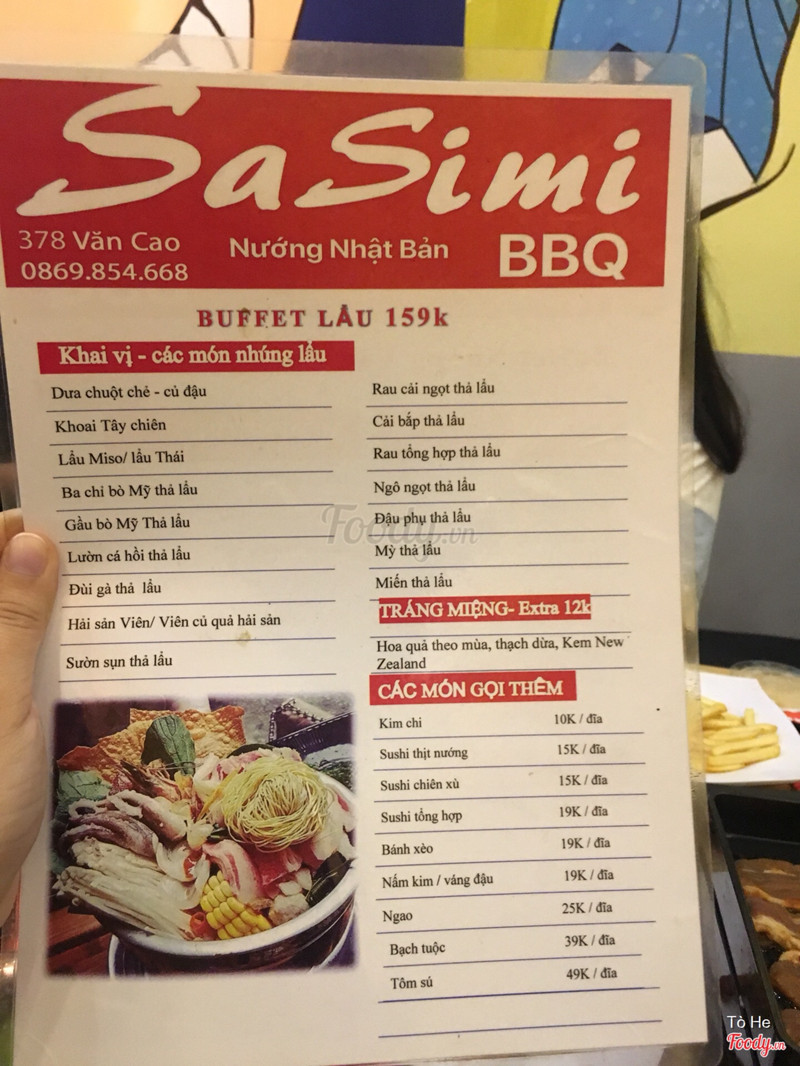 SaSimi
378 Văn Cao
0869.854.668
Nướng Nhật Bản
BBQ
BUFFET LẨU 159k
Khai vị - các món nhúng lẩu
Dưa chuột chẻ - củ đậu
Khoai Tây chiên
Lẩu Miso/ lẩu Thái
Ba chỉ bò Mỹ thả lẩu
Gầu bò Mỹ Thả lẩu
Lườn cá hồi thả lẩu
Đùi gà thả lẩu
Hải sản Viên/ Viên củ quả hải sản
Sườn sụn thả lẩu
Rau cải ngọt thả lẩu
Cải bắp thả lẩu
Rau tổng hợp thả lẩu
Ngô ngọt thả lẩu
Đậu phụ thả lẩu
Mỳ thả lẩu
Miến thả lẩu
TRÁNG MIỆNG- Extra 12k
Hoa quả theo mùa, thạch dừa, Kem New
Zealand
CÁC MÓN GỌI THÊM
Kim chi 10K / đĩa
Sushi thịt nướng 15K / đĩa
Sushi chiên xù 15K / đĩa
Sushi tổng hợp 19K / đĩa
Bánh xèo 19K / đĩa
Nấm kim / váng đậu 19K / đĩa
Ngao 25K / đĩa
Bạch tuộc 39K / đĩa
Tôm sú 49K / đĩa
Foody.vn
Tò He
Foody.vn